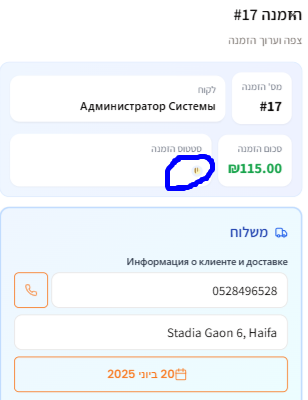 הזמנה #17
צפה וערוך הזמנה
מס' הזמנה
#17
לקוח
Администратор Системы
סכום הזמנה
₪115.00
סטטוס הזמנה
משלוח
Информация о клиенте и доставке
0528496528
Stadia Gaon 6, Haifa
20 ביוני 2025